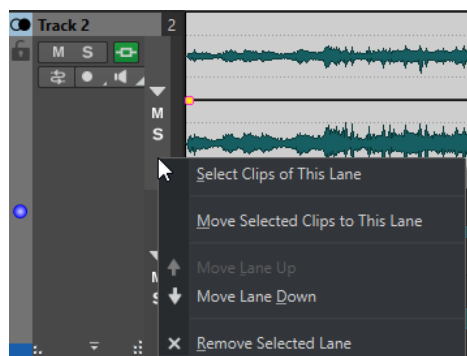 Track 2
2
M S
M
S
Select Clips of This Lane
Move Selected Clips to This Lane
Move Lane Up
Move Lane Down
Remove Selected Lane